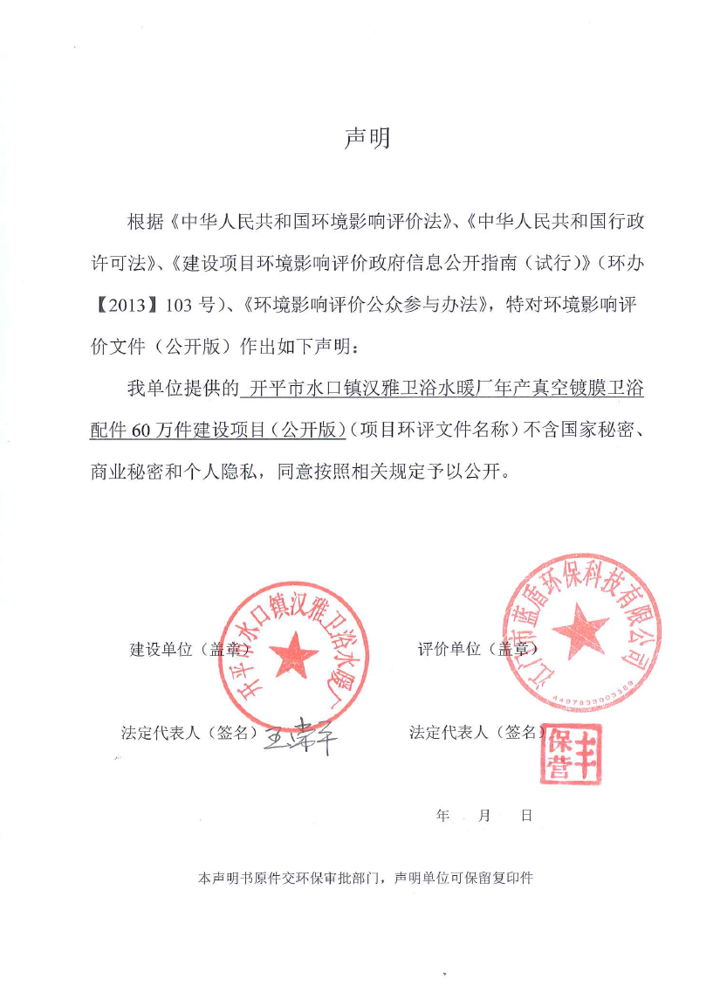 声明
根据《中华人民共和国环境影响评价法》、《中华人民共和国行政
许可法》、《建设项目环境影响评价政府信息公开指南（试行）》（环办
【2013】103 号）、《环境影响评价公众参与办法》，特对环境影响评
价文件（公开版）作出如下声明：
我单位提供的 开平市水口镇汉雅卫浴水暖厂年产真空镀膜卫浴
配件 60 万件建设项目（公开版）（项目环评文件名称）不含国家秘密、
商业秘密和个人隐私，同意按照相关规定予以公开。
建设单位（盖章）
开平市水口镇汉雅卫浴水暖厂
评价单位（盖章）
江门市蓝盾环保科技有限公司
4407833003389
法定代表人（签名）
法定代表人（签名）
丰保营
年 月 日
本声明书原件交环保审批部门，声明单位可保留复印件